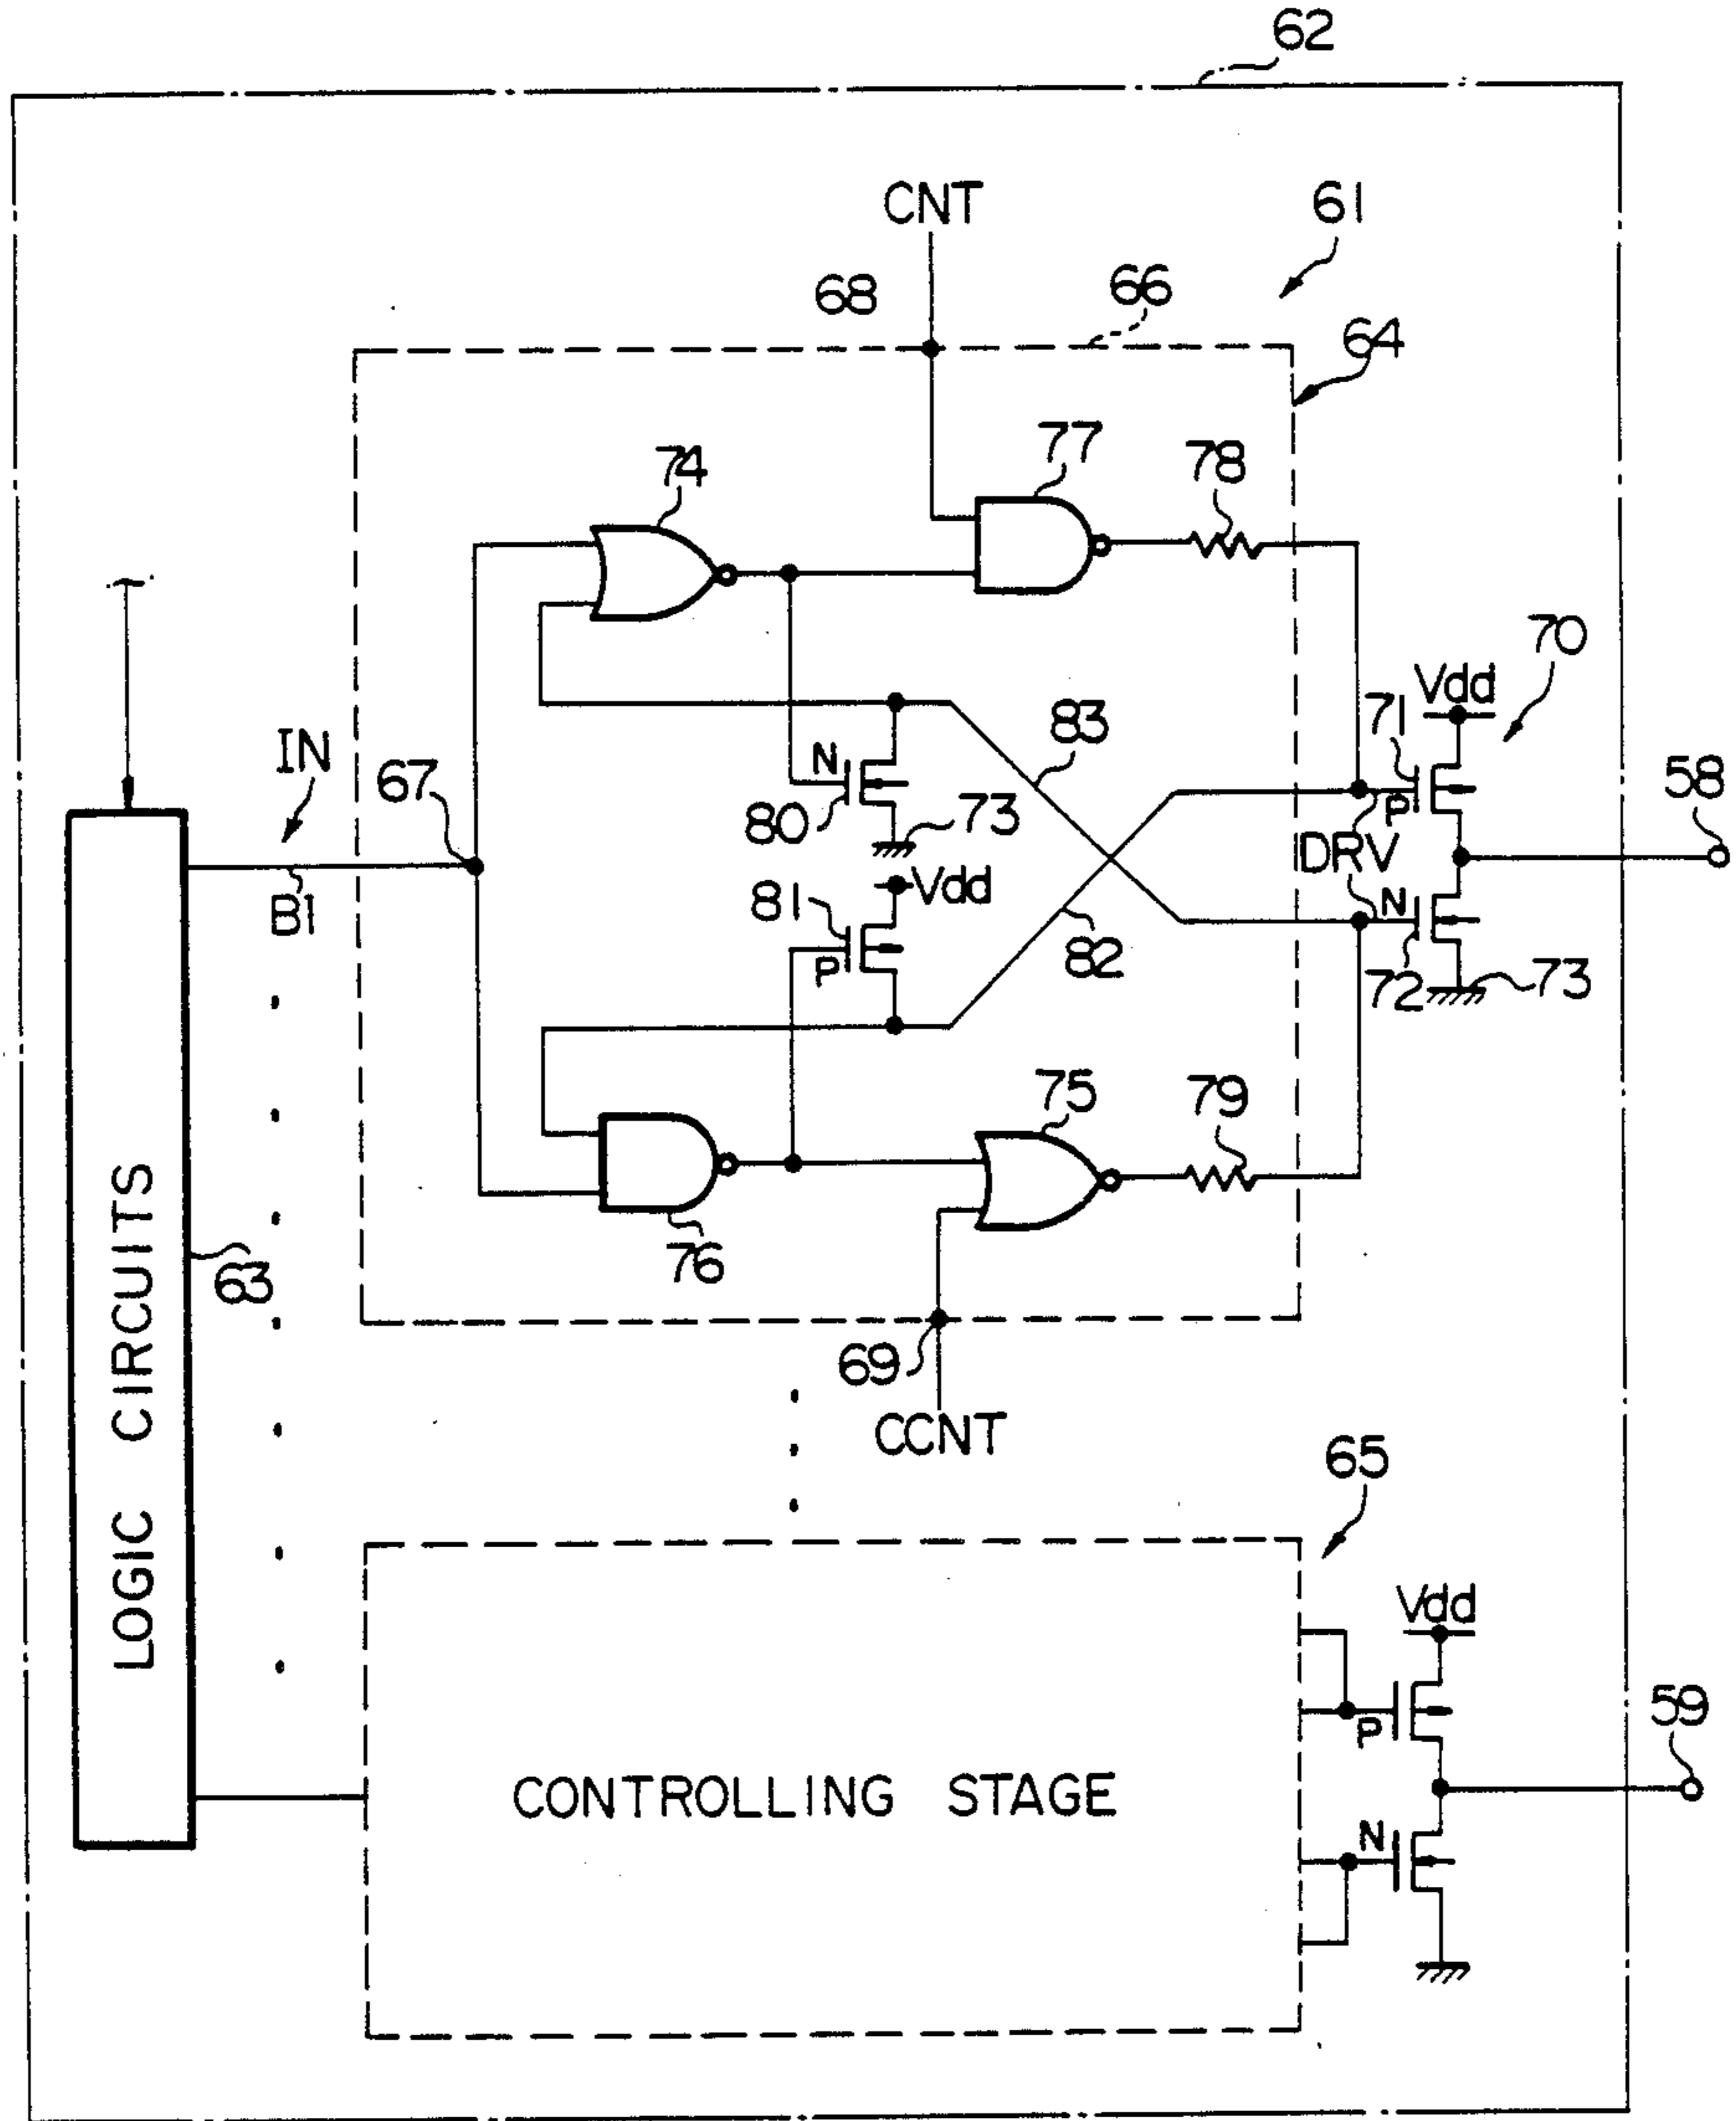 62
CNT
61
68
66
64
77
78
74
70
Vdd
71
83
IN
67
N
58
80
73
P
DRV
Vdd
81
B1
N
82
P
72
73
75
79
76
63
69
CCNT
LOGIC CIRCUITS
65
Vdd
59
P
CONTROLLING STAGE
N